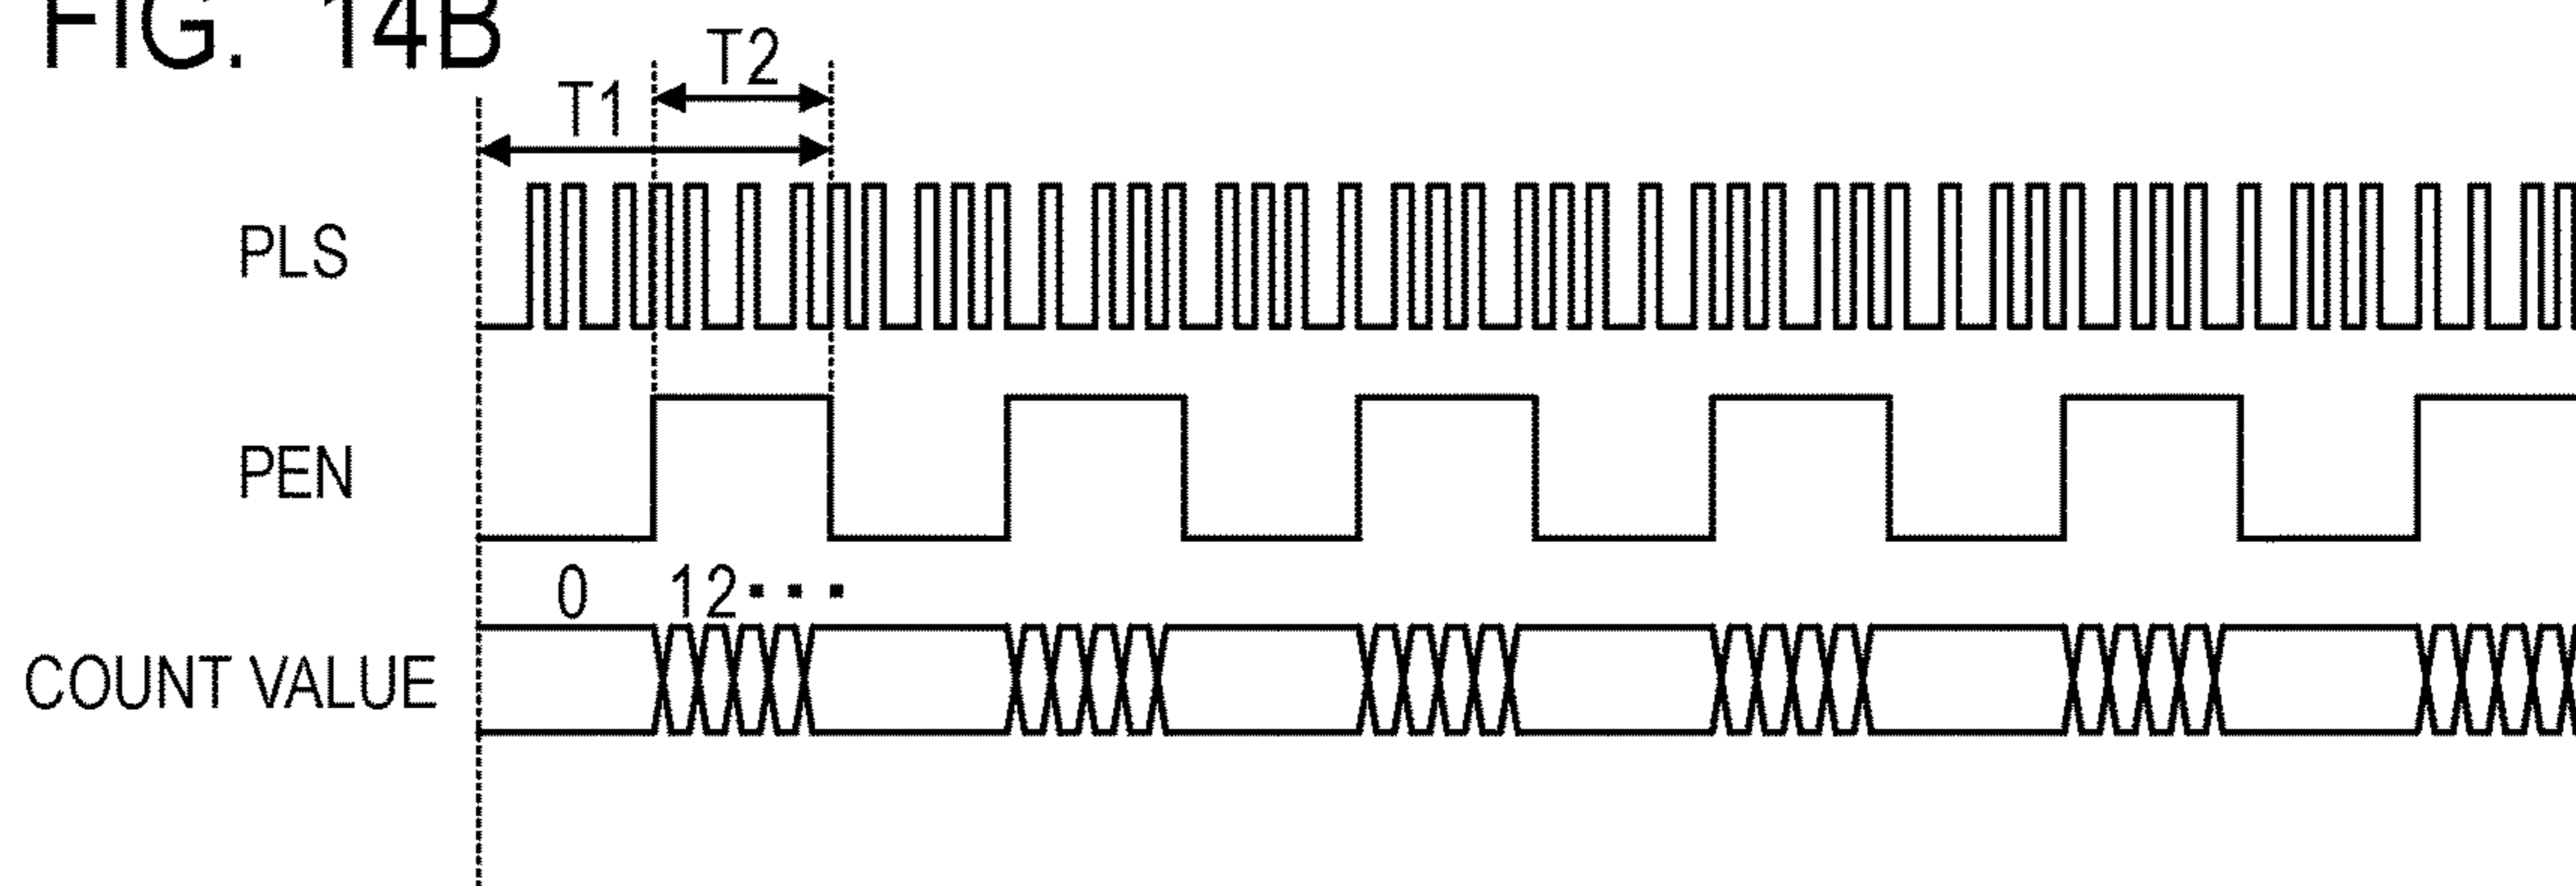 FIG. 14B
T2
T1
PLS
PEN
0 12...
COUNT VALUE